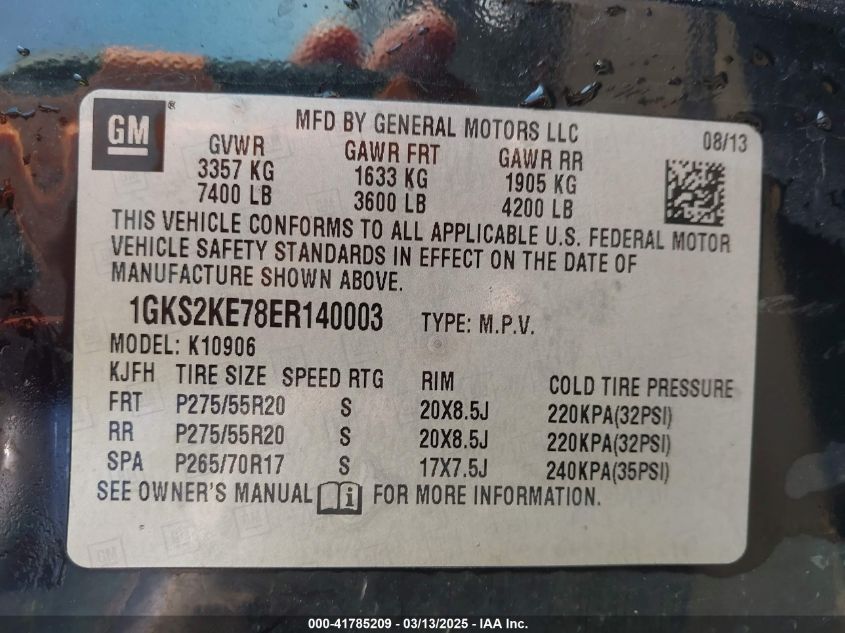 GM ®
MFD BY GENERAL MOTORS LLC 08/13
GVWR GAWR FRT GAWR RR
3357 KG 1633 KG 1905 KG
7400 LB 3600 LB 4200 LB
THIS VEHICLE CONFORMS TO ALL APPLICABLE U.S. FEDERAL MOTOR
VEHICLE SAFETY STANDARDS IN EFFECT ON THE DATE OF
MANUFACTURE SHOWN ABOVE.
1GKS2KE78ER140003 TYPE: M.P.V.
MODEL: K10906
KJFH TIRE SIZE SPEED RTG RIM COLD TIRE PRESSURE
FRT P275/55R20 S 20X8.5J 220KPA(32PSI)
RR P275/55R20 S 20X8.5J 220KPA(32PSI)
SPA P265/70R17 S 17X7.5J 240KPA(35PSI)
SEE OWNER'S MANUAL i FOR MORE INFORMATION.
000-41785209 - 03/13/2025 - IAA Inc.